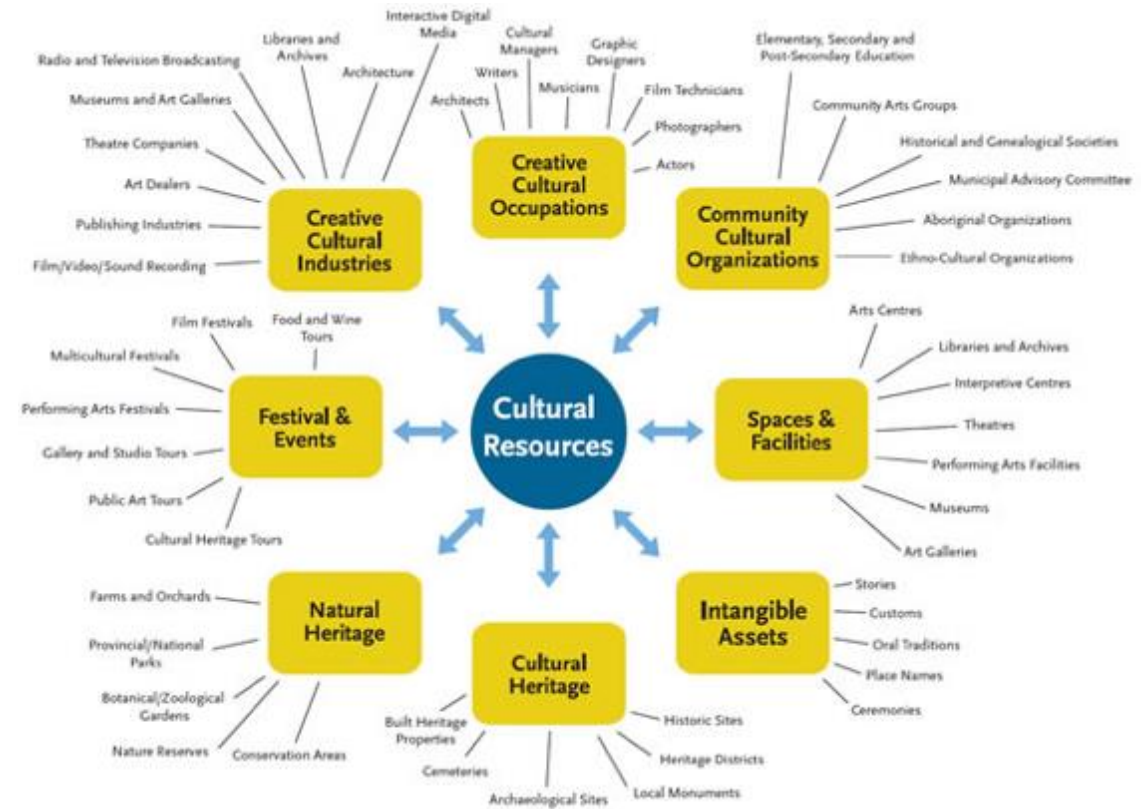 Interactive Digital
Media
Libraries and
Archives
Radio and Television Broadcasting
Architecture
Museums and Art Galleries
Theatre Companies
Art Dealers
Publishing Industries
Film/Video/Sound Recording
Creative
Cultural
Industries
Cultural
Managers
Graphic
Designers
Writers
Musicians
Architects
Film Technicians
Photographers
Actors
Creative
Cultural
Occupations
Elementary, Secondary and
Post-Secondary Education
Community Arts Groups
Historical and Genealogical Societies
Municipal Advisory Committee
Aboriginal Organizations
Ethno-Cultural Organizations
Community
Cultural
Organizations
Film Festivals
Food and Wine
Tours
Multicultural Festivals
Performing Arts Festivals
Gallery and Studio Tours
Public Art Tours
Cultural Heritage Tours
Festival &
Events
Cultural
Resources
Arts Centres
Libraries and Archives
Interpretive Centres
Theatres
Performing Arts Facilities
Museums
Art Galleries
Spaces &
Facilities
Farms and Orchards
Provincial/National
Parks
Botanical/Zoological
Gardens
Nature Reserves
Conservation Areas
Natural
Heritage
Cultural
Heritage
Built Heritage
Properties
Cemeteries
Archaeological Sites
Local Monuments
Heritage Districts
Historic Sites
Intangible
Assets
Stories
Customs
Oral Traditions
Place Names
Ceremonies